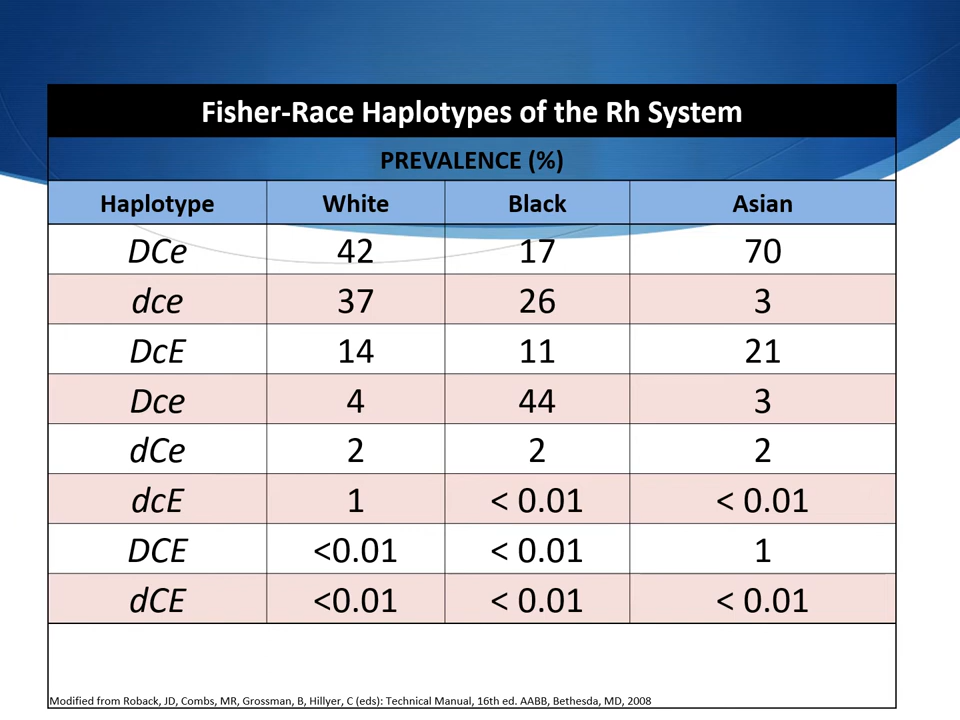 Fisher-Race Haplotypes of the Rh System
PREVALENCE (%)
Haplotype White Black Asian
DCe 42 17 70
dce 37 26 3
DcE 14 11 21
Dce 4 44 3
dCe 2 2 2
dcE 1 < 0.01 < 0.01
DCE <0.01 < 0.01 1
dCE <0.01 < 0.01 < 0.01
Modified from Roback, JD, Combs, MR, Grossman, B, Hillyer, C (eds): Technical Manual, 16th ed. AABB, Bethesda, MD, 2008